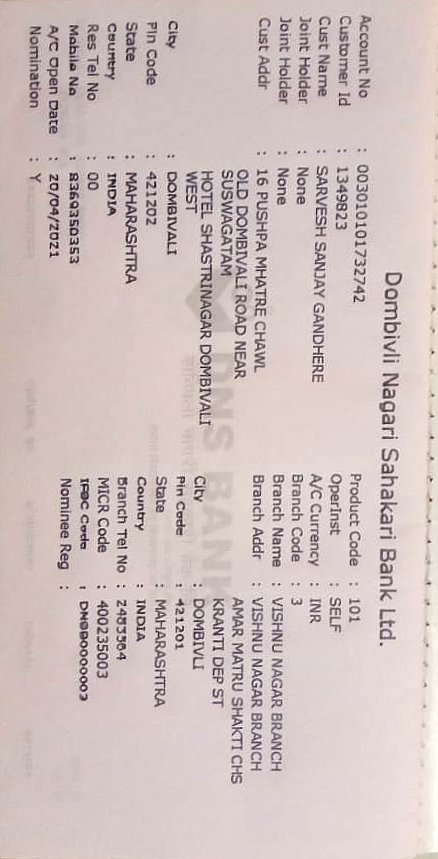 Dombivli Nagari Sahakari Bank Ltd.
Account No : 003010101732742
Customer Id : 1349823
Cust Name : SARVESH SANJAY GANDHERE
Joint Holder : None
Joint Holder : None
Cust Addr : 16 PUSHPA MHATRE CHAWL
OLD DOMBIVALI ROAD NEAR
SUSWAGATAM
HOTEL SHASTRINAGAR DOMBIVALI
WEST
City : DOMBIVALI
Pin Code : 421202
State : MAHARASHTRA
Country : INDIA
Res Tel No : 00
Mobile No : 8360350353
A/C Open Date : 20/04/2021
Nomination : Y
Product Code : 101
OperInst : SELF
A/C Currency : INR
Branch Code : 3
Branch Name : VISHNU NAGAR BRANCH
Branch Addr : VISHNU NAGAR BRANCH
AMAR MATRU SHAKTI CHS
KRANTI DEP ST
City : DOMBIVLI
Pin Code : 421201
State : MAHARASHTRA
Country : INDIA
Branch Tel No :
MICR Code : 400235003
IFSC Code :
Nominee Reg :
DNS BANK